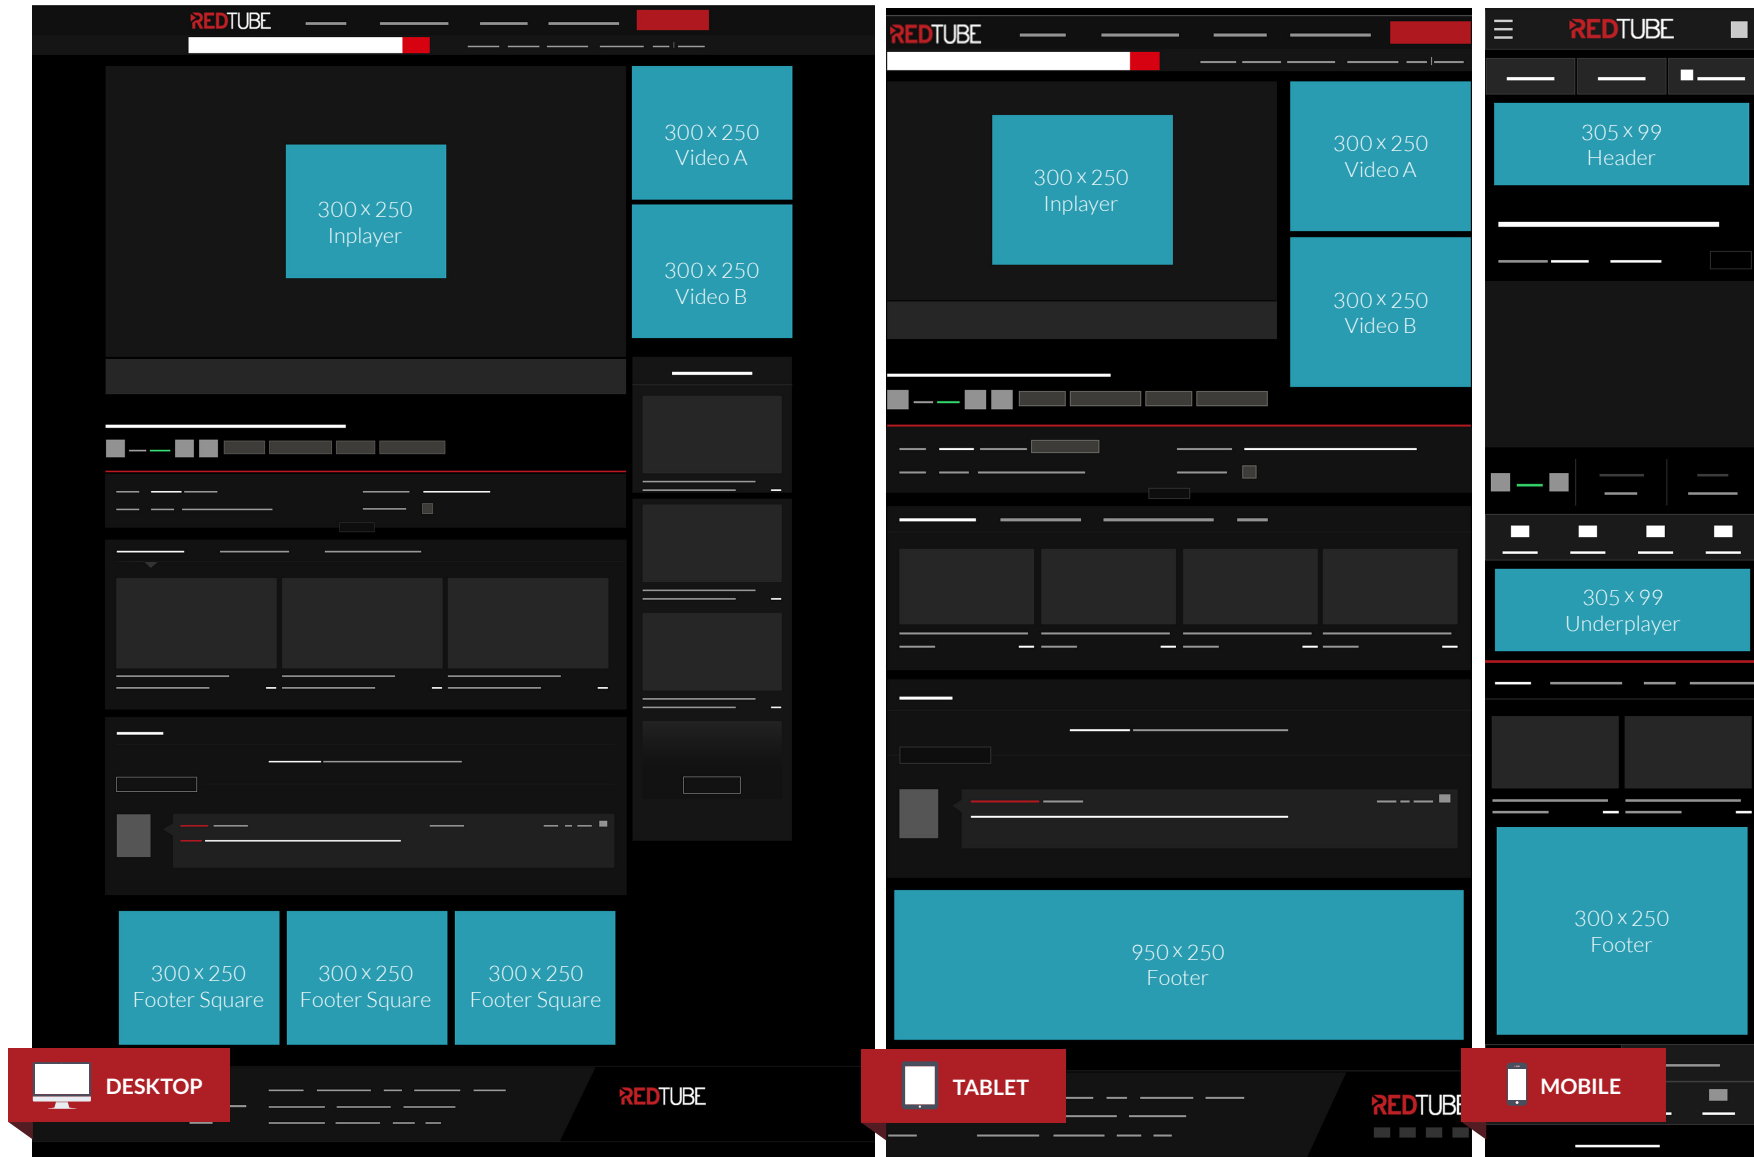 REDTUBE
300 x 250
Inplayer
300 x 250
Video A
300 x 250
Video B
300 x 250
Footer Square
300 x 250
Footer Square
300 x 250
Footer Square
DESKTOP
REDTUBE
REDTUBE
300 x 250
Inplayer
300 x 250
Video A
300 x 250
Video B
950 x 250
Footer
TABLET
REDTUBE
REDTUBE
305 x 99
Header
305 x 99
Underplayer
300 x 250
Footer
MOBILE